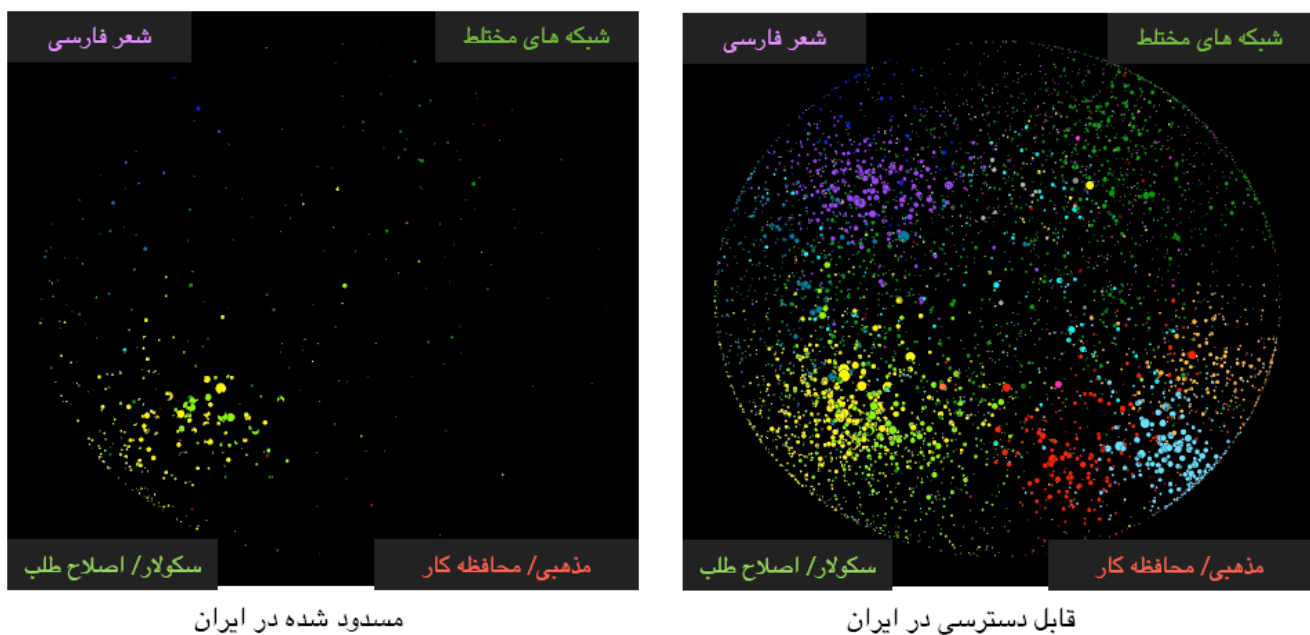 شبکه های مختلط
شعر فارسی
شبکه های مختلط
شعر فارسی
مذهبی/ محافظه کار
سکولار/ اصلاح طلب
مذهبی/ محافظه کار
سکولار/ اصلاح طلب
قابل دسترسی در ایران
مسدود شده در ایران